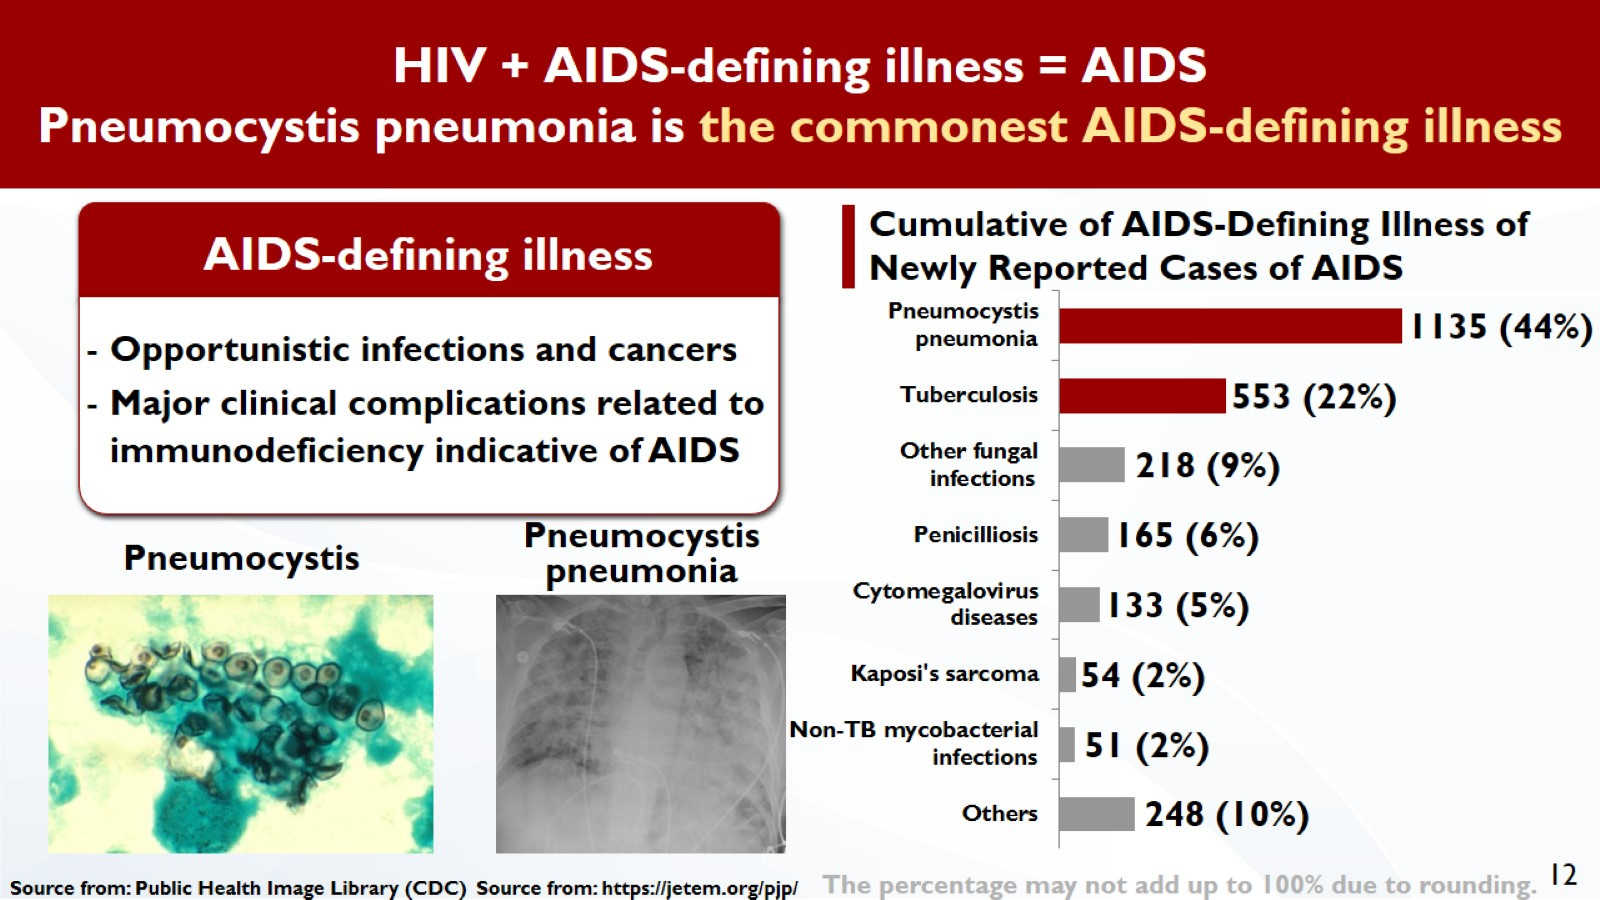 HIV + AIDS-defining illness = AIDS
Pneumocystis pneumonia is the commonest AIDS-defining illness
AIDS-defining illness
- Opportunistic infections and cancers
- Major clinical complications related to
immunodeficiency indicative of AIDS
Pneumocystis
Pneumocystis
pneumonia
Source from: Public Health Image Library (CDC)
Source from: https://jetem.org/pjp/
Cumulative of AIDS-Defining Illness of
Newly Reported Cases of AIDS
Pneumocystis
pneumonia
1135 (44%)
Tuberculosis
553 (22%)
Other fungal
infections
218 (9%)
Penicilliosis
165 (6%)
Cytomegalovirus
diseases
133 (5%)
Kaposi's sarcoma
54 (2%)
Non-TB mycobacterial
infections
51 (2%)
Others
248 (10%)
The percentage may not add up to 100% due to rounding.
12